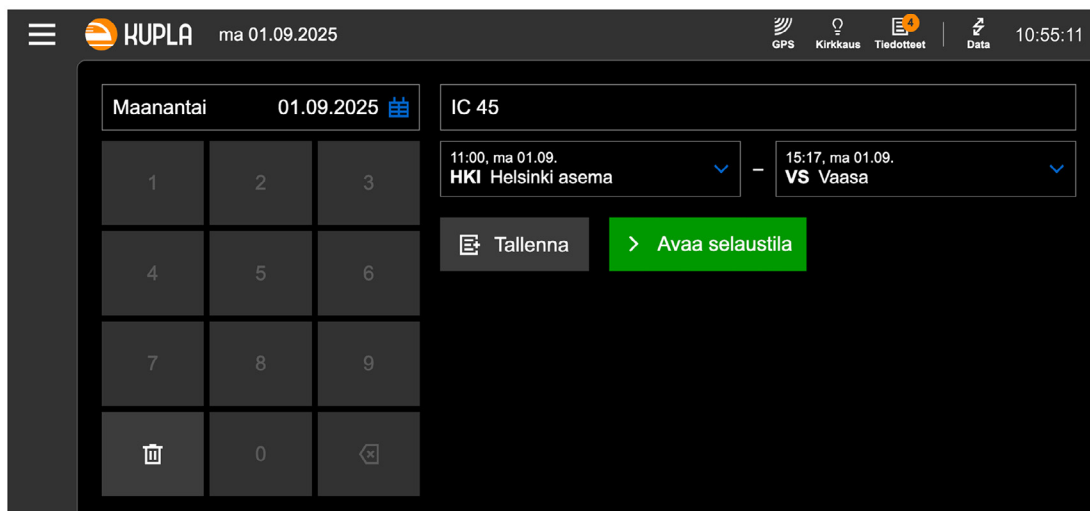 KUPLA ma 01.09.2025 GPS Kirkkaus Tiedotteet 4 Data 10:55:11
Maanantai 01.09.2025
IC 45
11:00, ma 01.09.
HKI Helsinki asema
–
15:17, ma 01.09.
VS Vaasa
Tallenna
Avaa selaustila
1 2 3
4 5 6
7 8 9
0